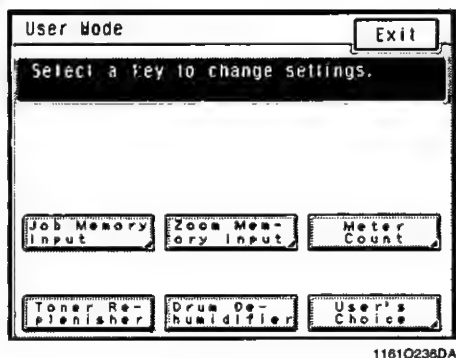 User Mode
Exit
Select a key to change settings.
Job Memory
Input
Zoom Mem-
ory Input
Meter
Count
Toner Re-
plenisher
Drum De-
humidifier
User's
Choice
1161O236DA